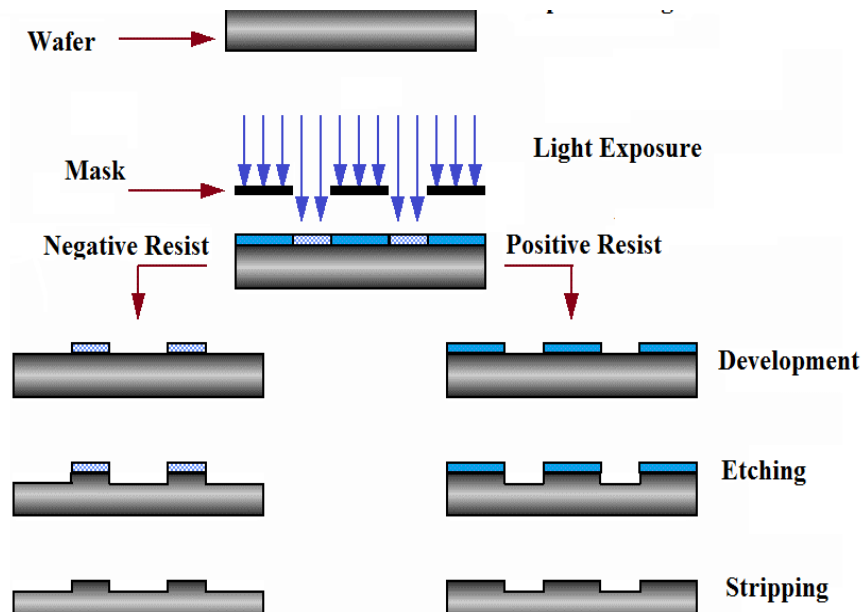 Wafer
Light Exposure
Mask
Negative Resist
Positive Resist
Development
Etching
Stripping